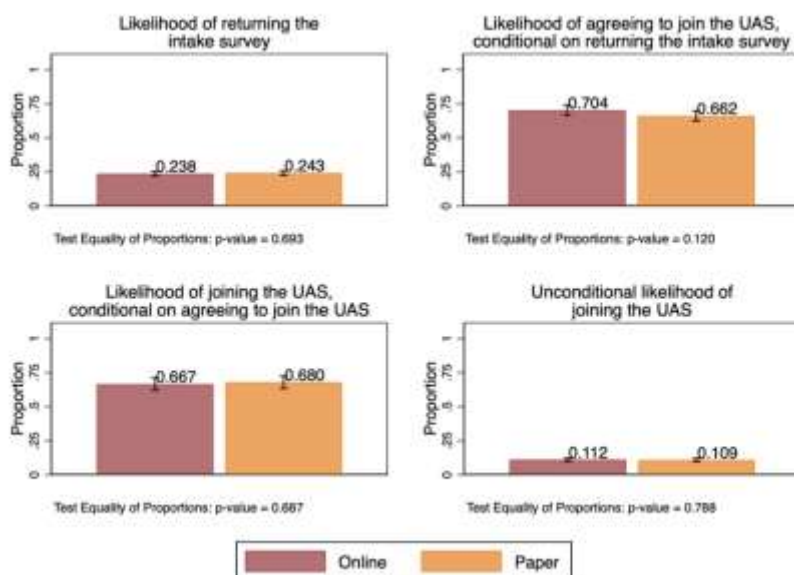 Likelihood of returning the
intake survey
Proportion
0 .25 .5 .75 1
0.238 0.243
Test Equality of Proportions: p-value = 0.693
Likelihood of agreeing to join the UAS,
conditional on returning the intake survey
Proportion
0 .25 .5 .75 1
0.704 0.662
Test Equality of Proportions: p-value = 0.120
Likelihood of joining the UAS,
conditional on agreeing to join the UAS
Proportion
0 .25 .5 .75 1
0.667 0.680
Test Equality of Proportions: p-value = 0.667
Unconditional likelihood of
joining the UAS
Proportion
0 .25 .5 .75 1
0.112 0.109
Test Equality of Proportions: p-value = 0.788
Online Paper